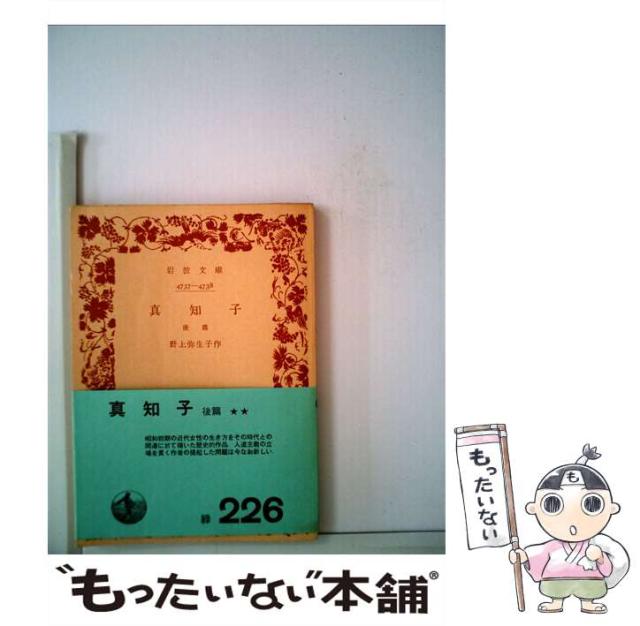 岩波文庫
4737—4738
真知子
後篇
野上弥生子作
真知子 後篇 ★★
昭和初期の近代女性の生き方をその時代との
関連において描いた歴史的作品. 人道主義の立
場を貫く作者の提起した問題は今なお新しい.
緑 226
も
もったいない
"もったいない"本舗®